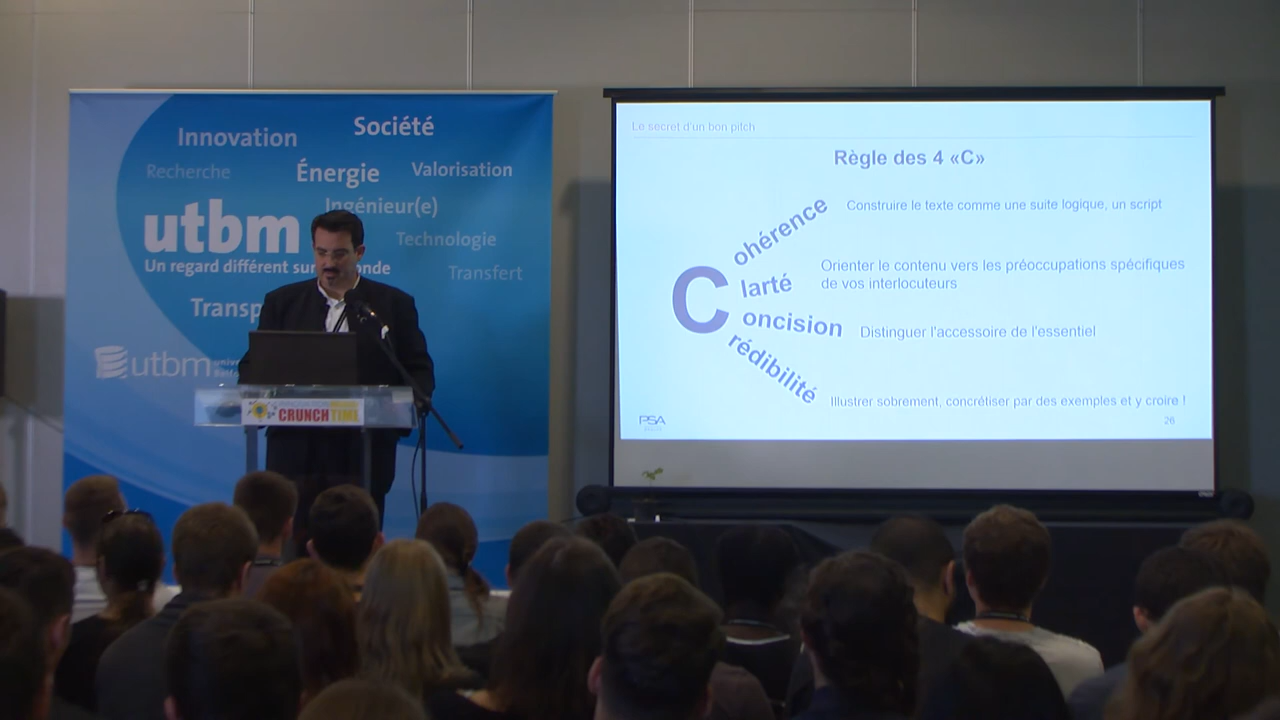 Innovation
Société
Recherche
Énergie
Valorisation
Ingénieur(e)
utbm
Technologie
Un regard différent sur
onde
Transfert
Transp
utbm
CRUNCH TIME
Le secret d'un bon pitch
Règle des 4 «C»
Cohérence
Construire le texte comme une suite logique, un script
larté
Orienter le contenu vers les préoccupations spécifiques
de vos interlocuteurs
oncision
Distinguer l'accessoire de l'essentiel
rédibilité
Illustrer sobrement, concrétiser par des exemples et y croire !
PSA
26